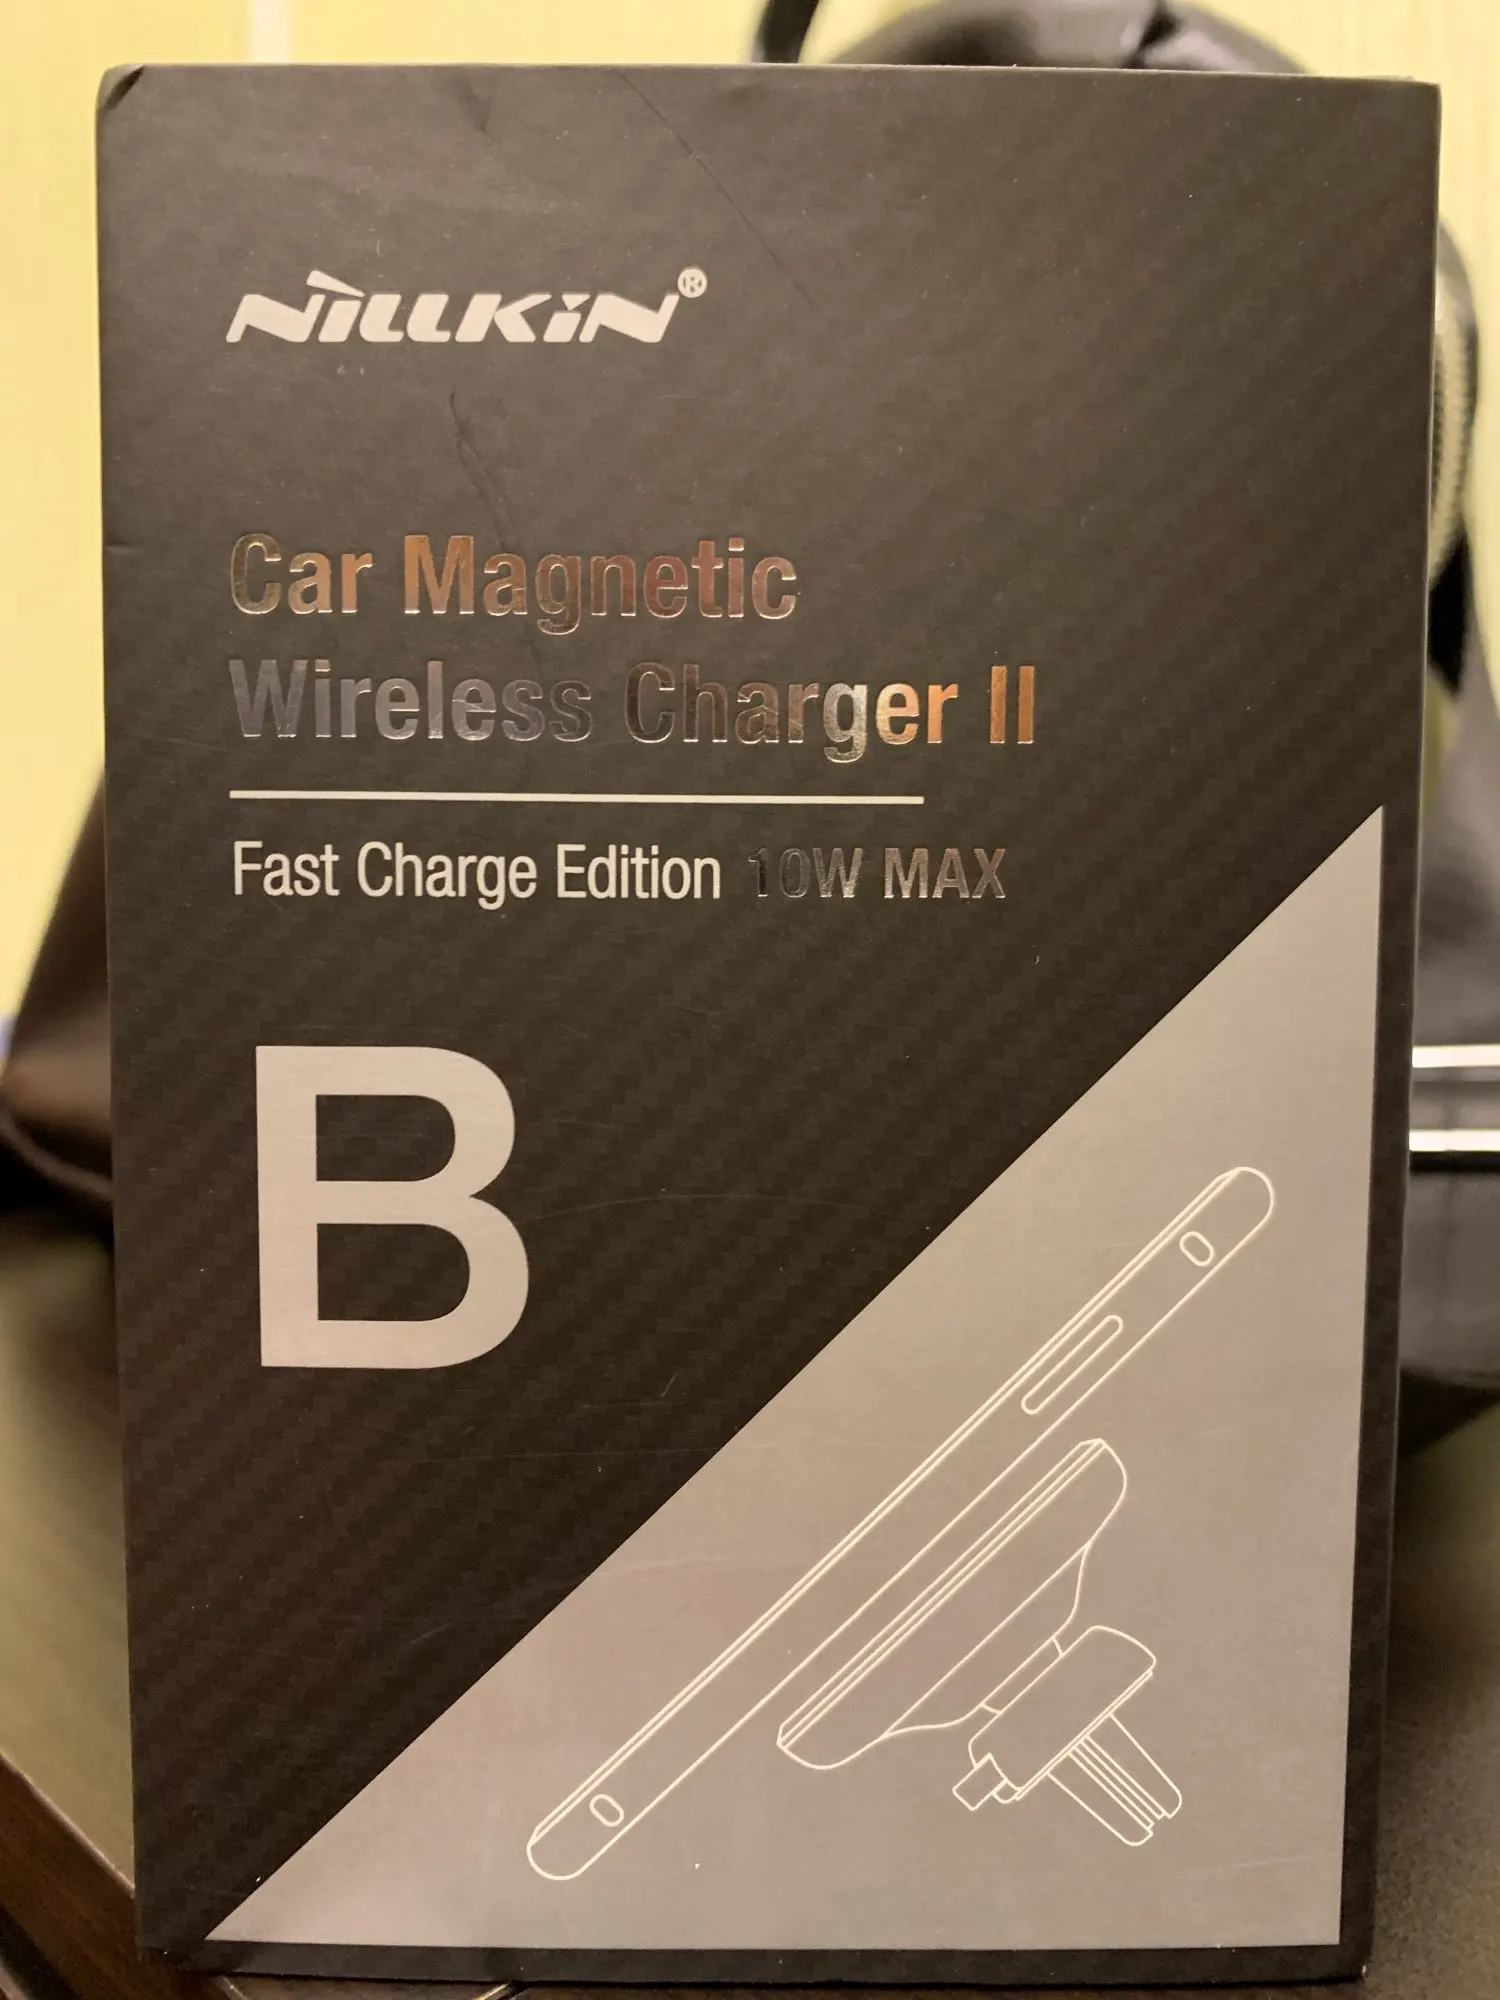 NILLKIN®
Car Magnetic
Wireless Charger II
Fast Charge Edition 10W MAX
B